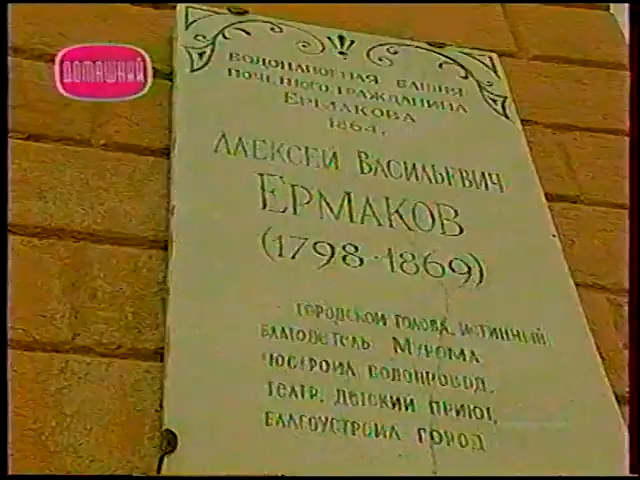 ДОМАШНИЙ
ВОДОНАПОРНАЯ БАШНЯ
ПОЧЕТНОГО ГРАЖДАНИНА
ЕРМАКОВА
1864г.
АЛЕКСЕЙ ВАСИЛЬЕВИЧ
ЕРМАКОВ
(1798-1869)
ГОРОДСКОЙ ГОЛОВА, ИСТИННЫЙ
БЛАГОДЕТЕЛЬ МУРОМА
ПОСТРОИЛ ВОДОПРОВОД,
ТЕАТР, ДЕТСКИЙ ПРИЮТ,
БЛАГОУСТРОИЛ ГОРОД